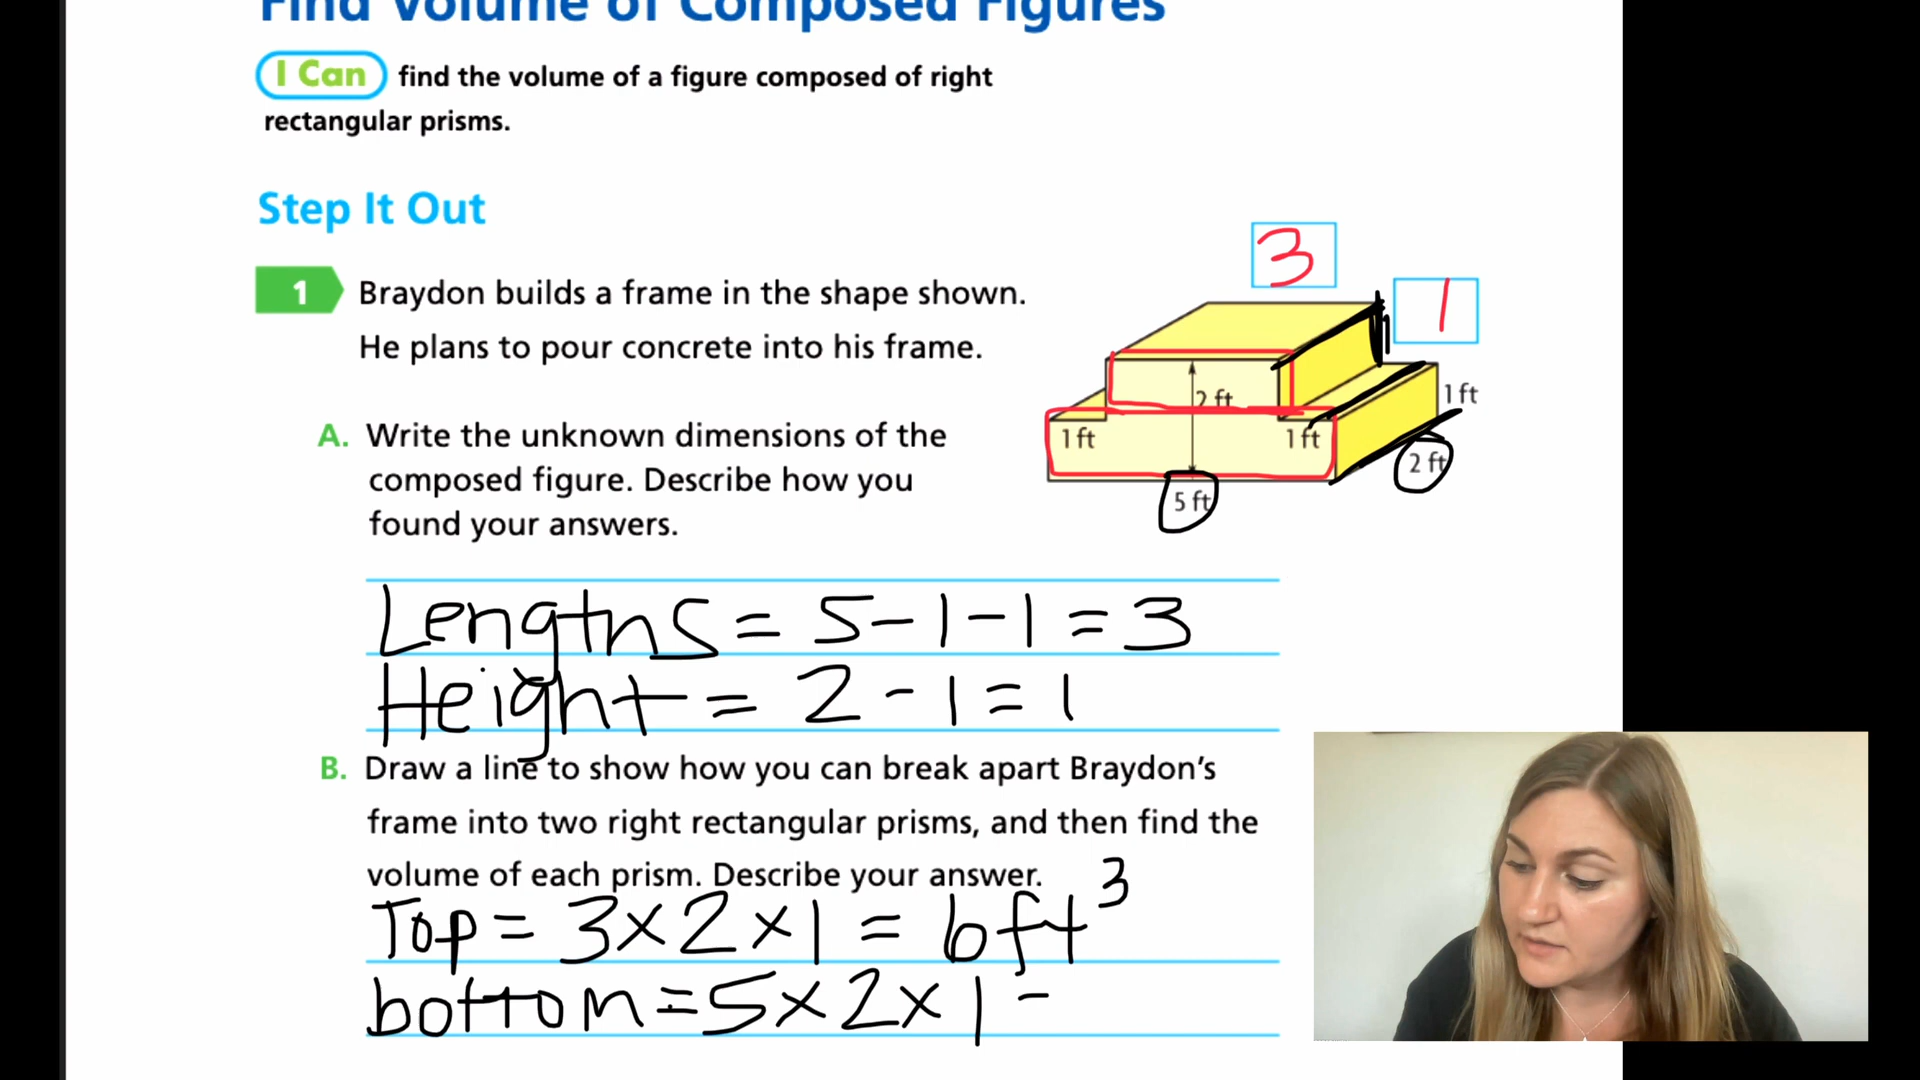 Find Volume of Composed Figures
I Can find the volume of a figure composed of right
rectangular prisms.
Step It Out
1 Braydon builds a frame in the shape shown.
He plans to pour concrete into his frame.
A. Write the unknown dimensions of the
composed figure. Describe how you
found your answers.
3
1
2 ft
1 ft
1 ft
1 ft
2 ft
5 ft
Lengths = 5 - 1 - 1 = 3
Height = 2 - 1 = 1
B. Draw a line to show how you can break apart Braydon's
frame into two right rectangular prisms, and then find the
volume of each prism. Describe your answer.
Top = 3 x 2 x 1 = 6ft³
bottom = 5 x 2 x 1 =